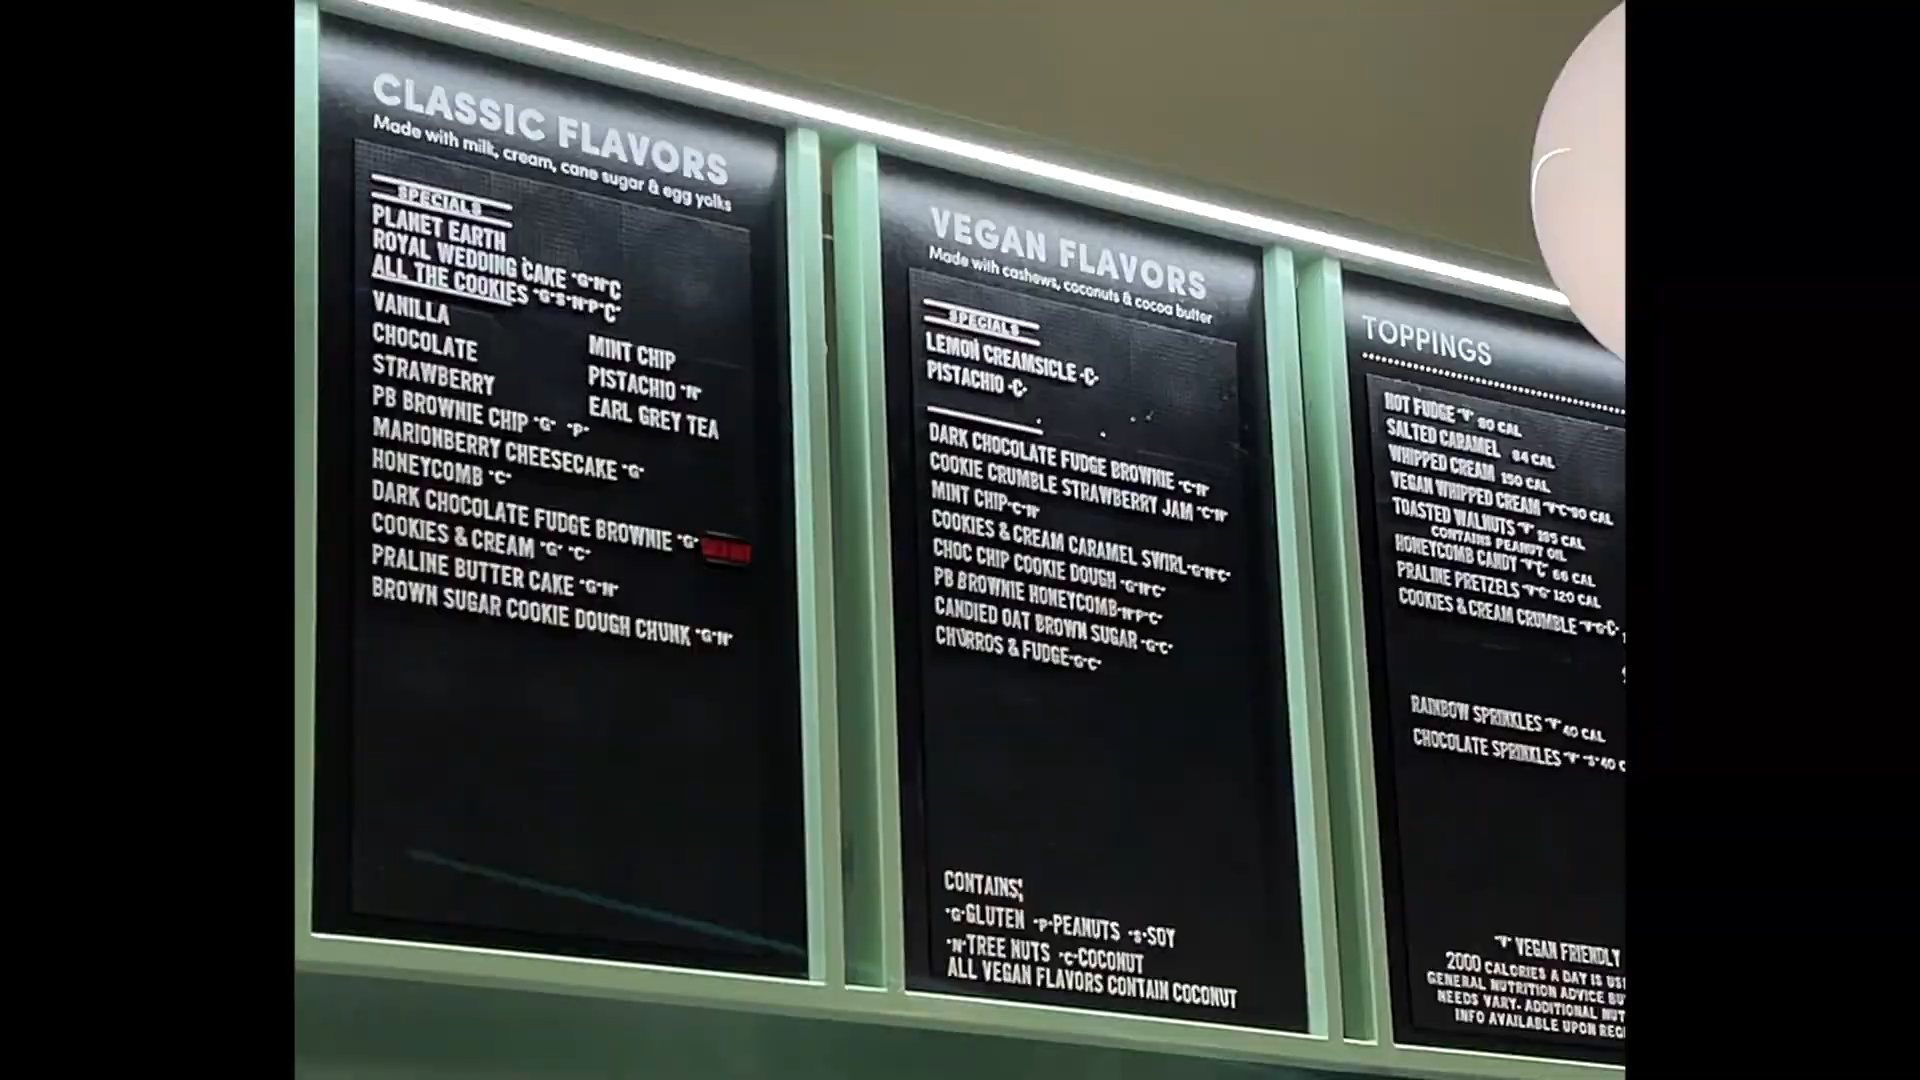 CLASSIC FLAVORS
Made with milk, cream, cane sugar & egg yolks
SPECIALS
PLANET EARTH
ROYAL WEDDING CAKE "G"N"C
ALL THE COOKIES "G"S"N"P"C"
VANILLA
CHOCOLATE
STRAWBERRY
PB BROWNIE CHIP "G" "P"
MARIONBERRY CHEESECAKE "G"
HONEYCOMB "C"
DARK CHOCOLATE FUDGE BROWNIE "G"
COOKIES & CREAM "G" "C"
PRALINE BUTTER CAKE "G"N"
BROWN SUGAR COOKIE DOUGH CHUNK "G"N"
MINT CHIP
PISTACHIO "N"
EARL GREY TEA
VEGAN FLAVORS
Made with cashews, coconuts & cocoa butter
SPECIALS
LEMON CREAMSICLE -C-
PISTACHIO -C-
DARK CHOCOLATE FUDGE BROWNIE "C"N"
COOKIE CRUMBLE STRAWBERRY JAM "C"N"
MINT CHIP"C"N"
COOKIES & CREAM CARAMEL SWIRL"G"N"C"
CHOC CHIP COOKIE DOUGH "G"N"C"
PB BROWNIE HONEYCOMB"N"P"C"
CANDIED OAT BROWN SUGAR "G"C"
CHURROS & FUDGE"G"C"
CONTAINS;
"G"GLUTEN "P"PEANUTS "S"SOY
"N"TREE NUTS "C"COCONUT
ALL VEGAN FLAVORS CONTAIN COCONUT
TOPPINGS
HOT FUDGE "V" 80 CAL
SALTED CARAMEL 84 CAL
WHIPPED CREAM 150 CAL
VEGAN WHIPPED CREAM "V"C"90 CAL
TOASTED WALNUTS "V" 195 CAL
CONTAINS PEANUT OIL
HONEYCOMB CANDY "V"C" 66 CAL
PRALINE PRETZELS "V"G" 120 CAL
COOKIES & CREAM CRUMBLE "V"G"C"
RAINBOW SPRINKLES "V" 40 CAL
CHOCOLATE SPRINKLES "V" "S"40 C
"V" VEGAN FRIENDLY
2000 CALORIES A DAY IS US
GENERAL NUTRITION ADVICE BU
NEEDS VARY. ADDITIONAL NUT
INFO AVAILABLE UPON REQ